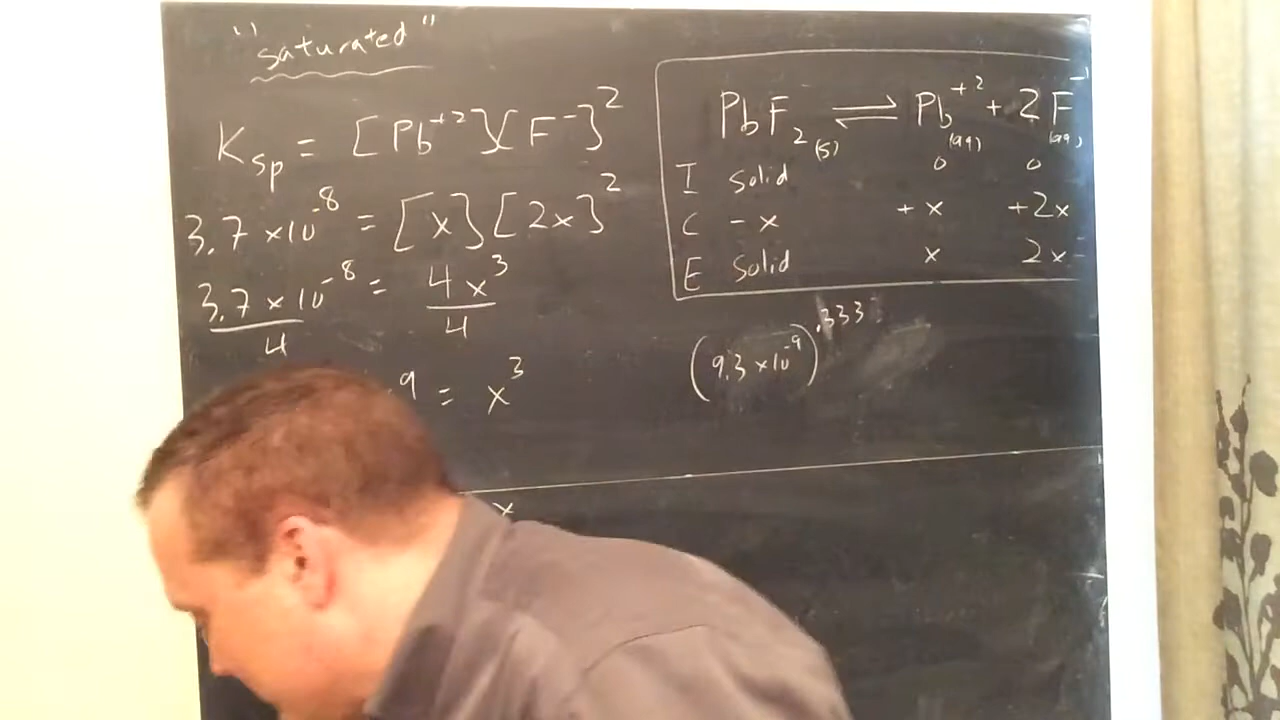 "saturated"
Ksp = [Pb⁺²][F⁻]²
3.7 ×10⁻⁸ = [x][2x]²
3.7 × 10⁻⁸ = 4x³
4 4
9 = x³
x
PbF₂(s) ⇌ Pb⁺²(aq) + 2F⁻¹(aq)
I Solid 0 0
C -x +x +2x
E Solid x 2x
(9.3 ×10⁻⁹)^.333